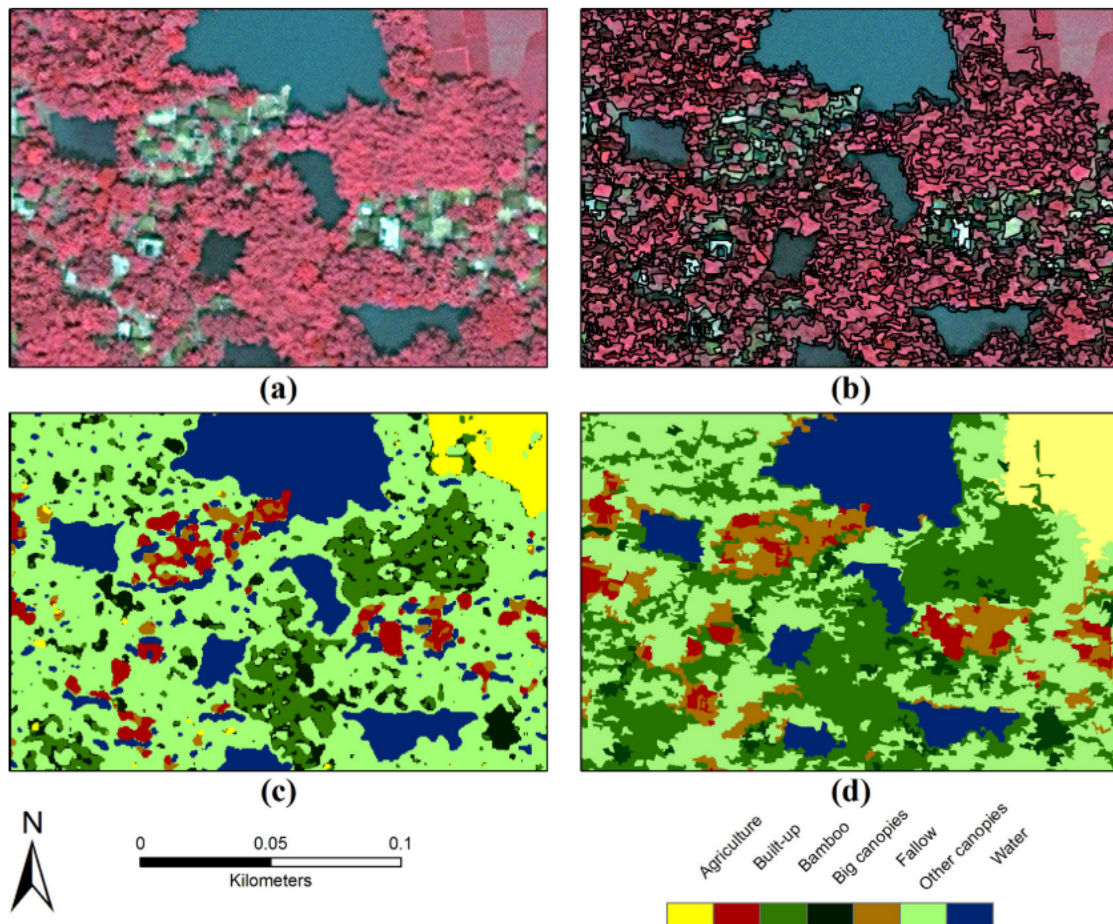 (a)
(b)
(c)
(d)
N
0
0.05
0.1
Kilometers
Agriculture
Built-up
Bamboo
Big canopies
Fallow
Other canopies
Water